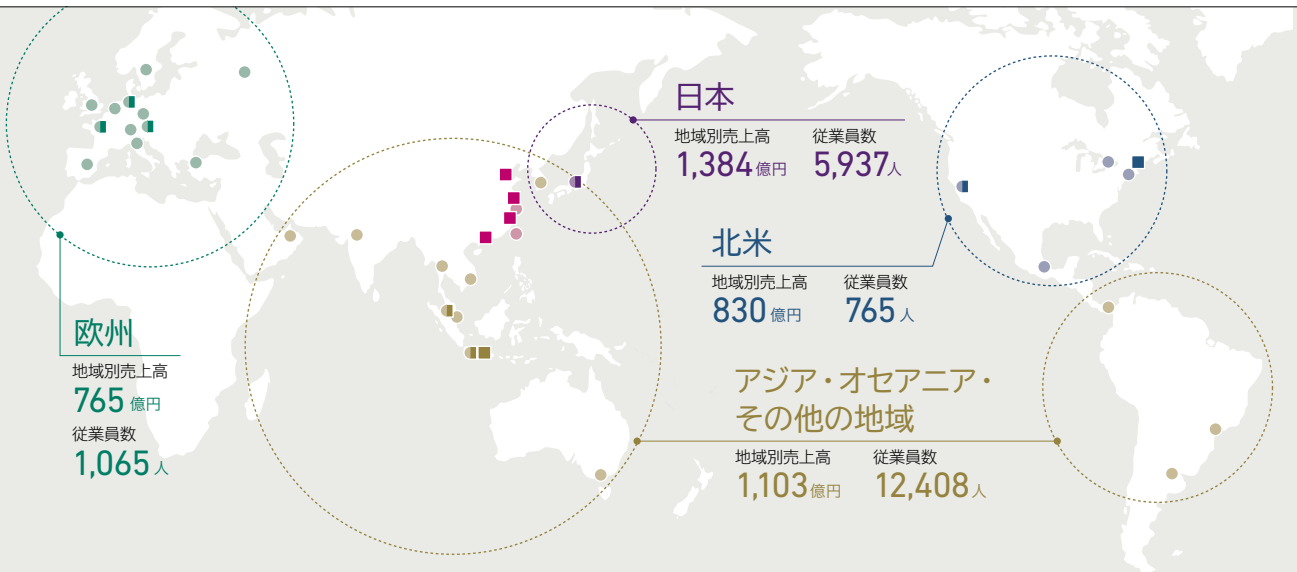 日本
地域別売上高 従業員数
1,384億円 5,937人
北米
地域別売上高 従業員数
830億円 765人
欧州
地域別売上高
765億円
従業員数
1,065人
アジア・オセアニア・
その他の地域
地域別売上高 従業員数
1,103億円 12,408人